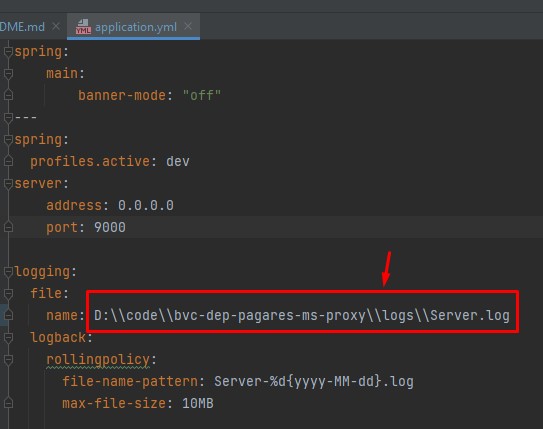 DME.md × application.yml ×
spring:
main:
banner-mode: "off"
---
spring:
profiles.active: dev
server:
address: 0.0.0.0
port: 9000
logging:
file:
name: D:\\code\\bvc-dep-pagares-ms-proxy\\logs\\Server.log
logback:
rollingpolicy:
file-name-pattern: Server-%d{yyyy-MM-dd}.log
max-file-size: 10MB